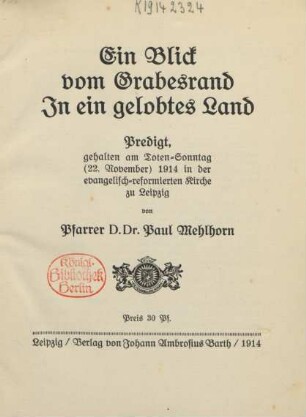 K1914 2324
Ein Blick
vom Grabesrand
In ein gelobtes Land
Predigt,
gehalten am Toten-Sonntag
(22. November) 1914 in der
evangelisch-reformierten Kirche
zu Leipzig
von
Pfarrer D. Dr. Paul Mehlhorn
Königl.
Bibliothek
Berlin
Preis 30 Pf.
Leipzig / Verlag von Johann Ambrosius Barth / 1914